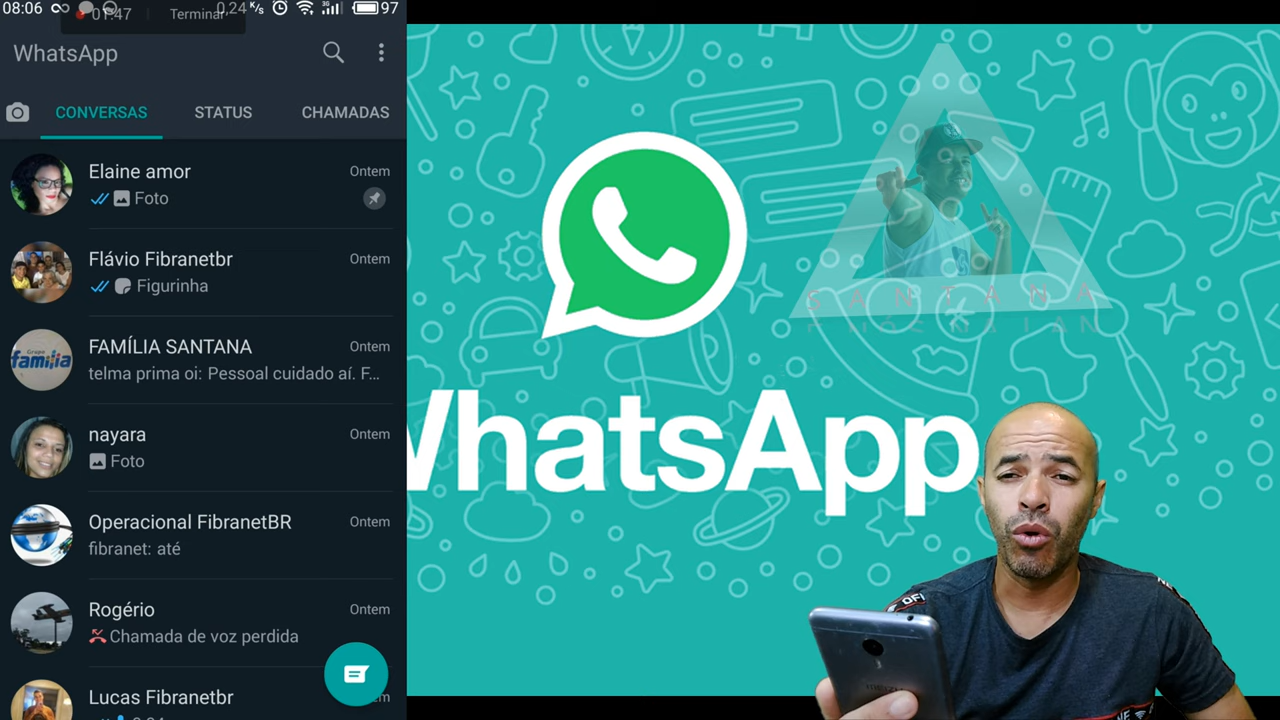 08:06
0,24 K/s
97
01:47
Terminar
WhatsApp
CONVERSAS
STATUS
CHAMADAS
Elaine amor
Ontem
Foto
Flávio Fibranetbr
Ontem
Figurinha
Grupo
família
FAMÍLIA SANTANA
Ontem
telma prima oi: Pessoal cuidado aí. F...
nayara
Ontem
Foto
Operacional FibranetBR
Ontem
fibranet: até
Rogério
Ontem
Chamada de voz perdida
Lucas Fibranetbr
WhatsApp
SANTANA